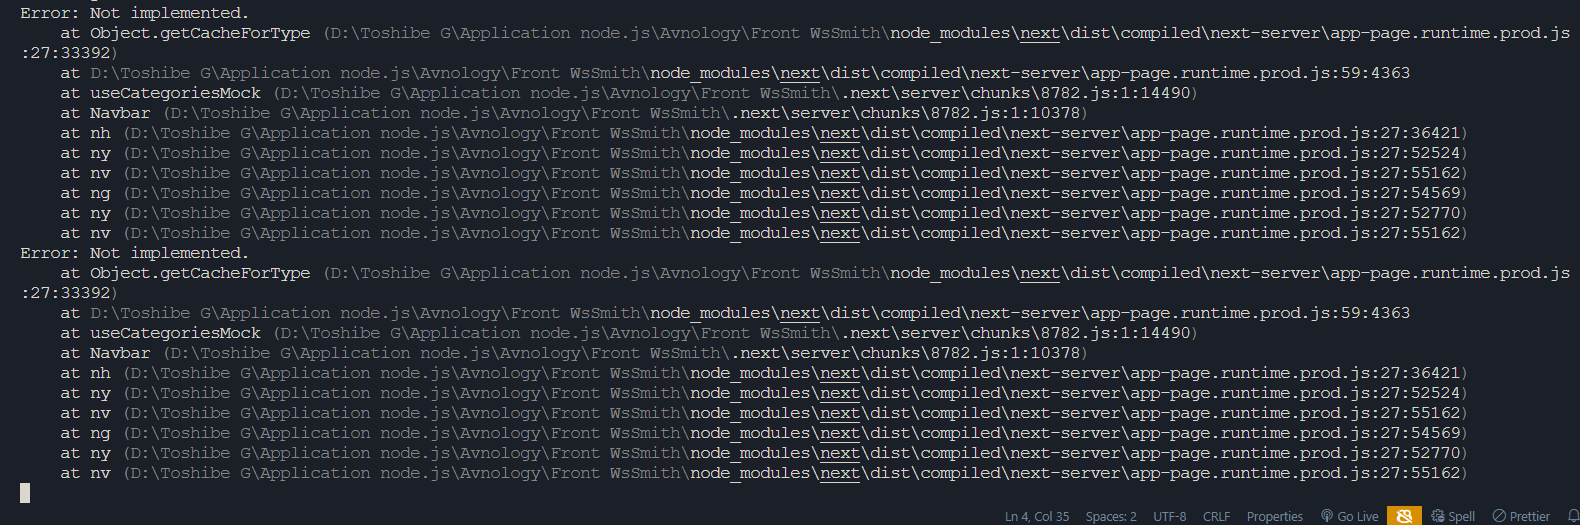 Error: Not implemented.
    at Object.getCacheForType (D:\Toshibe G\Application node.js\Avnology\Front WsSmith\node_modules\next\dist\compiled\next-server\app-page.runtime.prod.js
:27:33392)
    at D:\Toshibe G\Application node.js\Avnology\Front WsSmith\node_modules\next\dist\compiled\next-server\app-page.runtime.prod.js:59:4363
    at useCategoriesMock (D:\Toshibe G\Application node.js\Avnology\Front WsSmith\.next\server\chunks\8782.js:1:14490)
    at Navbar (D:\Toshibe G\Application node.js\Avnology\Front WsSmith\.next\server\chunks\8782.js:1:10378)
    at nh (D:\Toshibe G\Application node.js\Avnology\Front WsSmith\node_modules\next\dist\compiled\next-server\app-page.runtime.prod.js:27:36421)
    at ny (D:\Toshibe G\Application node.js\Avnology\Front WsSmith\node_modules\next\dist\compiled\next-server\app-page.runtime.prod.js:27:52524)
    at nv (D:\Toshibe G\Application node.js\Avnology\Front WsSmith\node_modules\next\dist\compiled\next-server\app-page.runtime.prod.js:27:55162)
    at ng (D:\Toshibe G\Application node.js\Avnology\Front WsSmith\node_modules\next\dist\compiled\next-server\app-page.runtime.prod.js:27:54569)
    at ny (D:\Toshibe G\Application node.js\Avnology\Front WsSmith\node_modules\next\dist\compiled\next-server\app-page.runtime.prod.js:27:52770)
    at nv (D:\Toshibe G\Application node.js\Avnology\Front WsSmith\node_modules\next\dist\compiled\next-server\app-page.runtime.prod.js:27:55162)
Error: Not implemented.
    at Object.getCacheForType (D:\Toshibe G\Application node.js\Avnology\Front WsSmith\node_modules\next\dist\compiled\next-server\app-page.runtime.prod.js
:27:33392)
    at D:\Toshibe G\Application node.js\Avnology\Front WsSmith\node_modules\next\dist\compiled\next-server\app-page.runtime.prod.js:59:4363
    at useCategoriesMock (D:\Toshibe G\Application node.js\Avnology\Front WsSmith\.next\server\chunks\8782.js:1:14490)
    at Navbar (D:\Toshibe G\Application node.js\Avnology\Front WsSmith\.next\server\chunks\8782.js:1:10378)
    at nh (D:\Toshibe G\Application node.js\Avnology\Front WsSmith\node_modules\next\dist\compiled\next-server\app-page.runtime.prod.js:27:36421)
    at ny (D:\Toshibe G\Application node.js\Avnology\Front WsSmith\node_modules\next\dist\compiled\next-server\app-page.runtime.prod.js:27:52524)
    at nv (D:\Toshibe G\Application node.js\Avnology\Front WsSmith\node_modules\next\dist\compiled\next-server\app-page.runtime.prod.js:27:55162)
    at ng (D:\Toshibe G\Application node.js\Avnology\Front WsSmith\node_modules\next\dist\compiled\next-server\app-page.runtime.prod.js:27:54569)
    at ny (D:\Toshibe G\Application node.js\Avnology\Front WsSmith\node_modules\next\dist\compiled\next-server\app-page.runtime.prod.js:27:52770)
    at nv (D:\Toshibe G\Application node.js\Avnology\Front WsSmith\node_modules\next\dist\compiled\next-server\app-page.runtime.prod.js:27:55162)
Ln 4, Col 35 Spaces: 2 UTF-8 CRLF Properties Go Live Spell Prettier